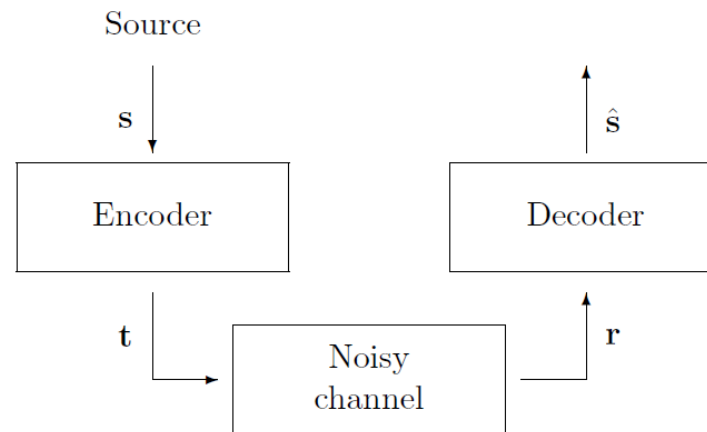 Source
s
ŝ
Encoder
Decoder
t
r
Noisy
channel